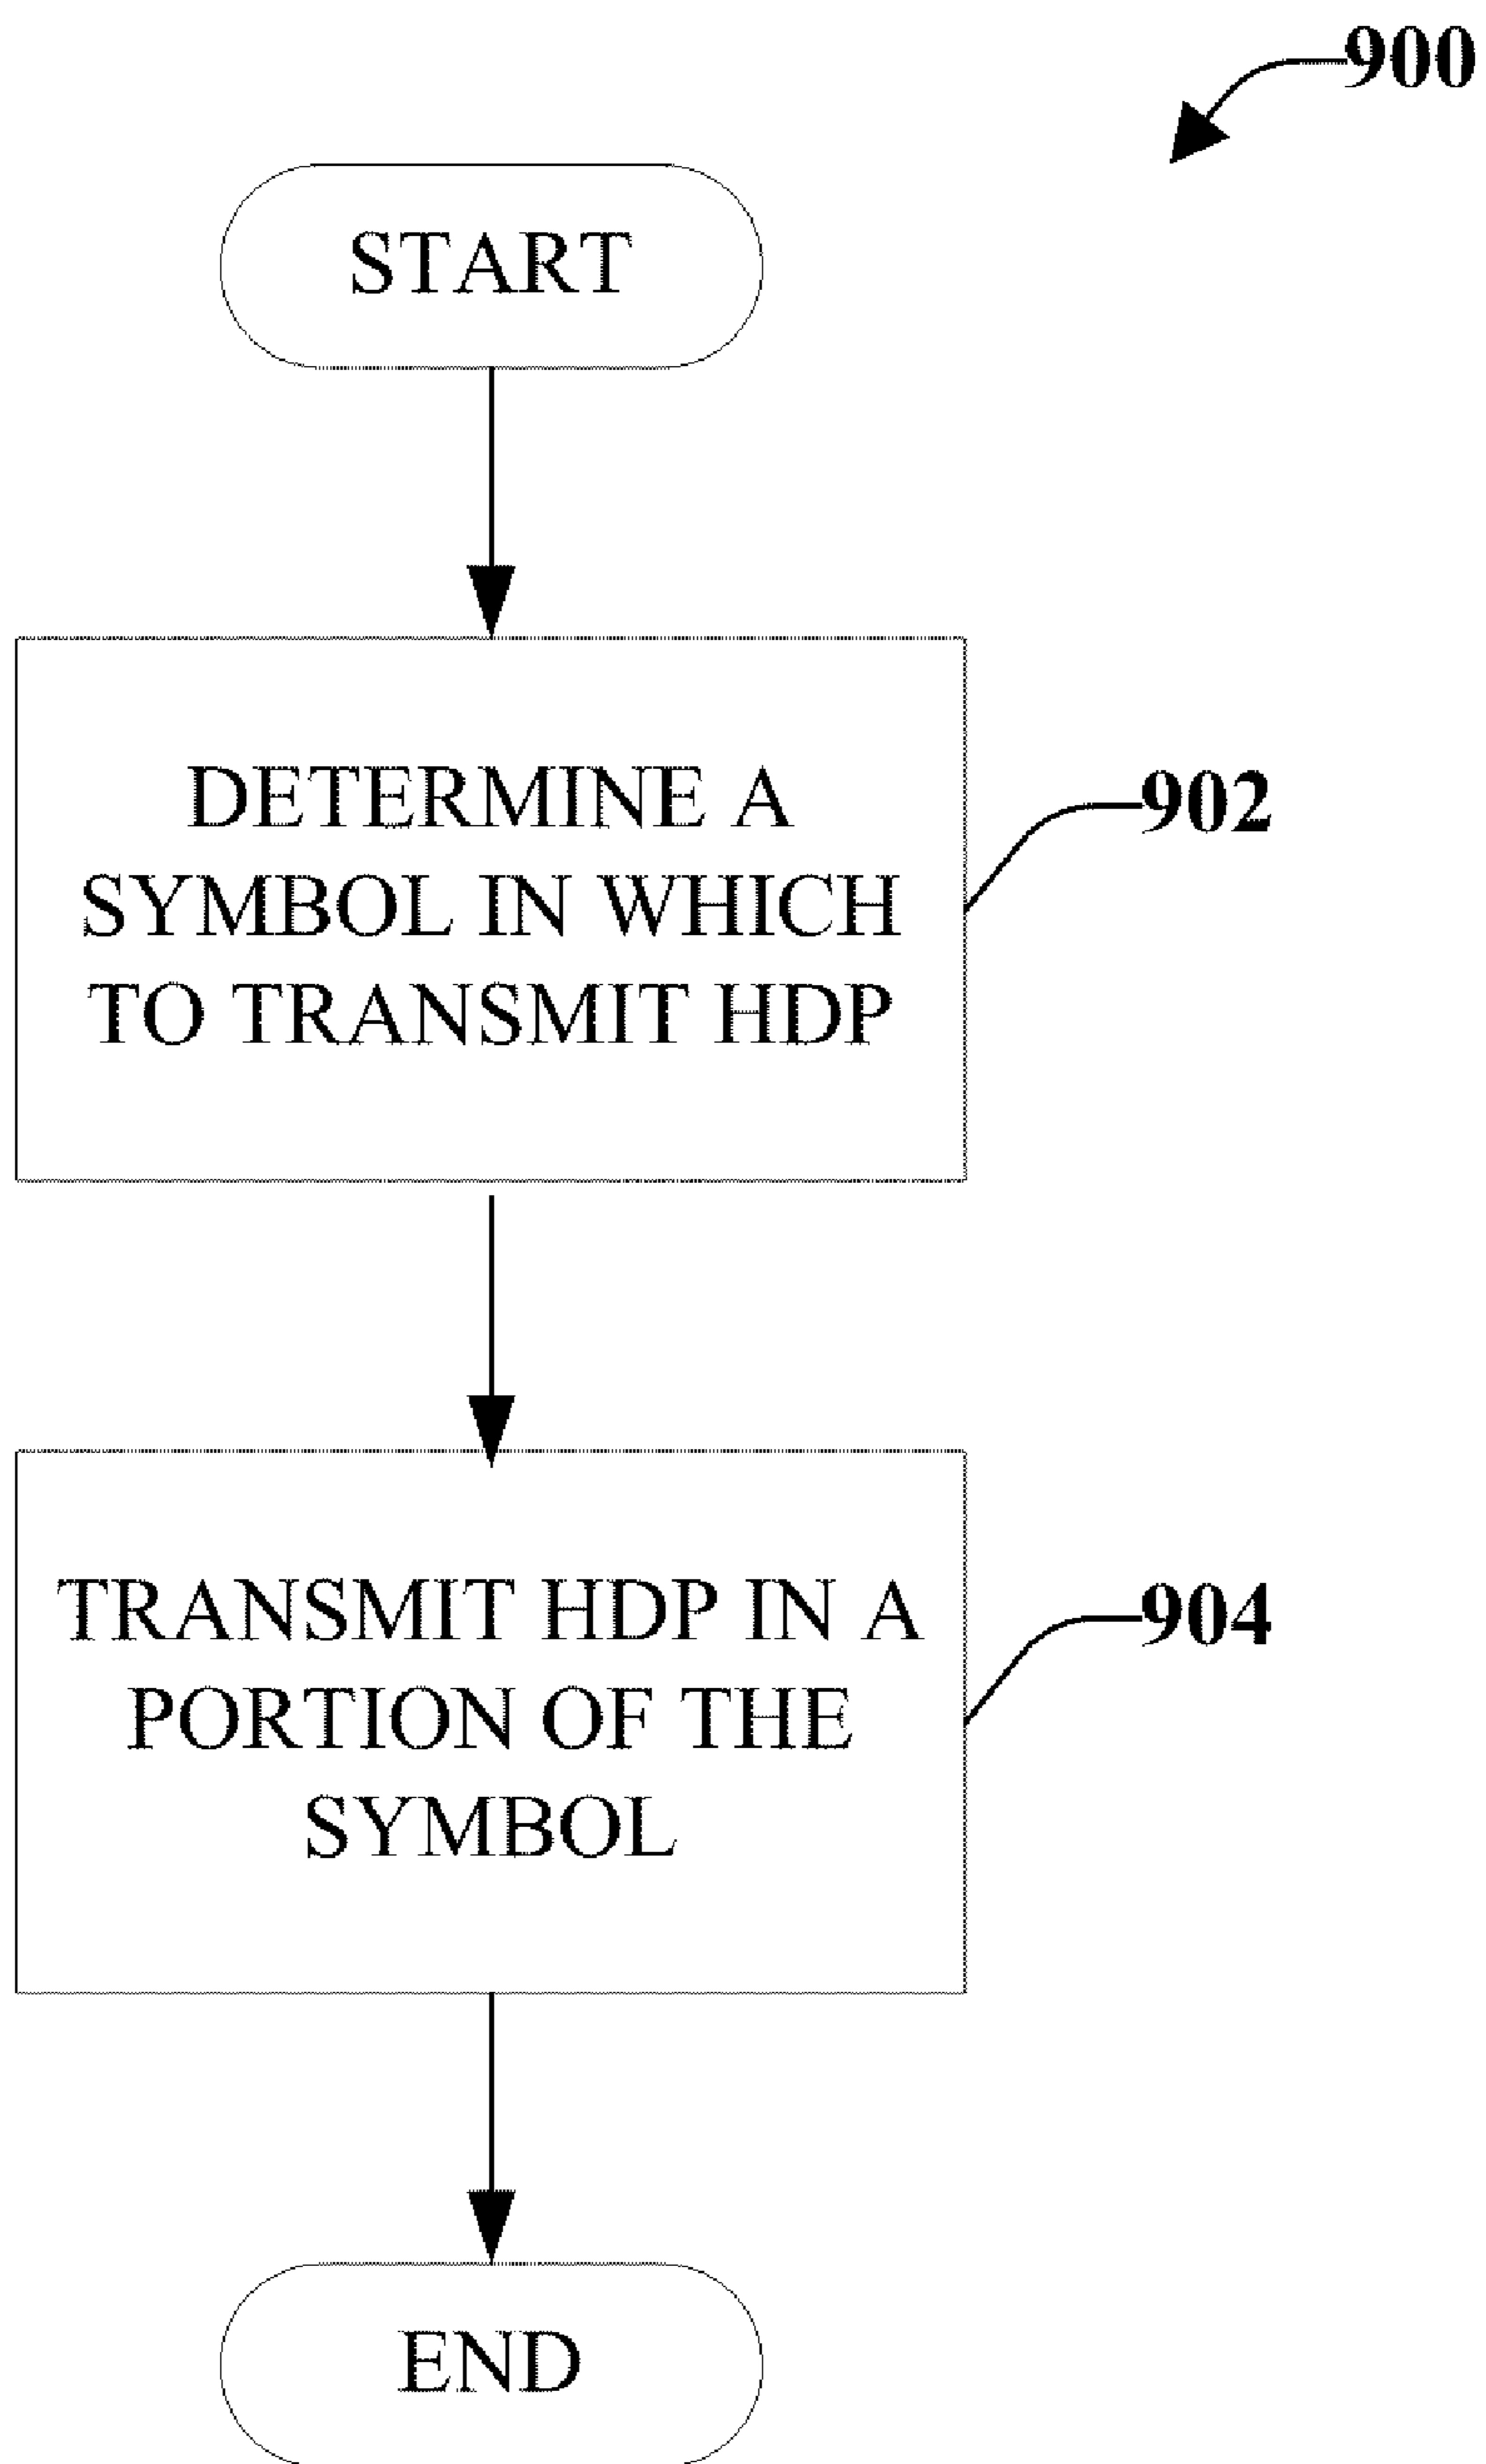 900
START
DETERMINE A
SYMBOL IN WHICH
TO TRANSMIT HDP
902
TRANSMIT HDP IN A
PORTION OF THE
SYMBOL
904
END